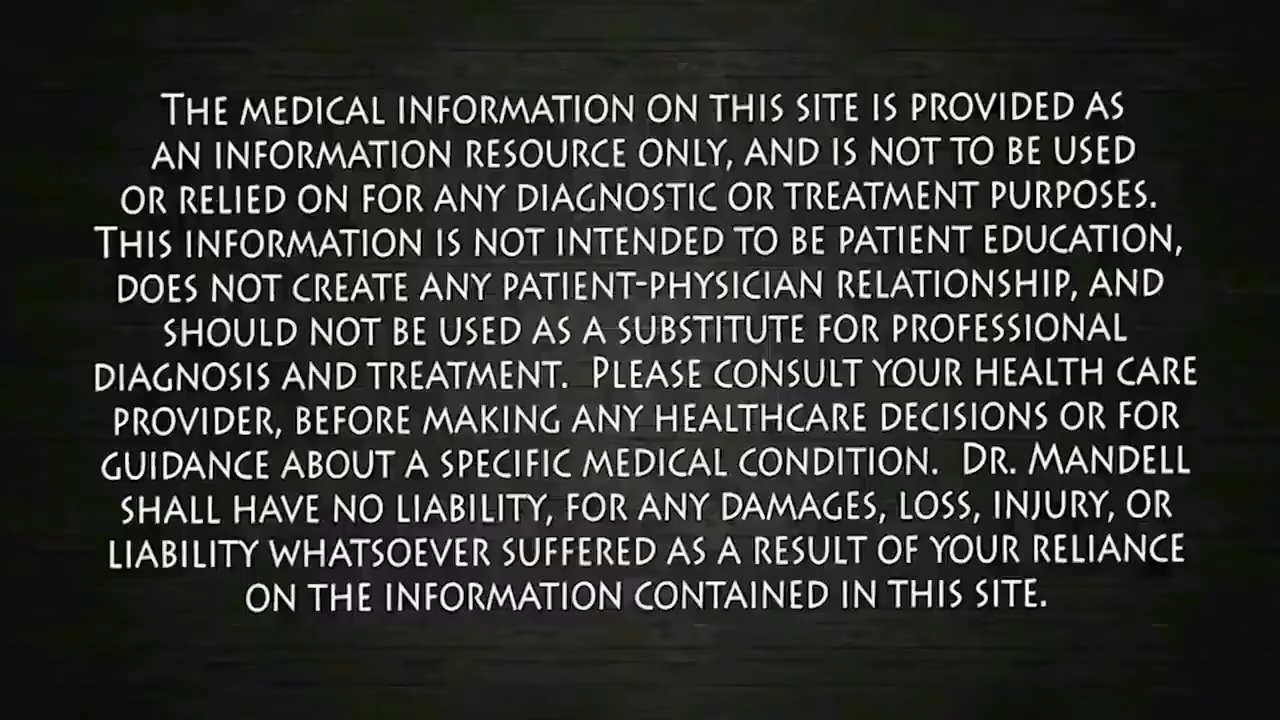 THE MEDICAL INFORMATION ON THIS SITE IS PROVIDED AS
AN INFORMATION RESOURCE ONLY, AND IS NOT TO BE USED
OR RELIED ON FOR ANY DIAGNOSTIC OR TREATMENT PURPOSES.
THIS INFORMATION IS NOT INTENDED TO BE PATIENT EDUCATION,
DOES NOT CREATE ANY PATIENT-PHYSICIAN RELATIONSHIP, AND
SHOULD NOT BE USED AS A SUBSTITUTE FOR PROFESSIONAL
DIAGNOSIS AND TREATMENT.  PLEASE CONSULT YOUR HEALTH CARE
PROVIDER, BEFORE MAKING ANY HEALTHCARE DECISIONS OR FOR
GUIDANCE ABOUT A SPECIFIC MEDICAL CONDITION.  DR. MANDELL
SHALL HAVE NO LIABILITY, FOR ANY DAMAGES, LOSS, INJURY, OR
LIABILITY WHATSOEVER SUFFERED AS A RESULT OF YOUR RELIANCE
ON THE INFORMATION CONTAINED IN THIS SITE.